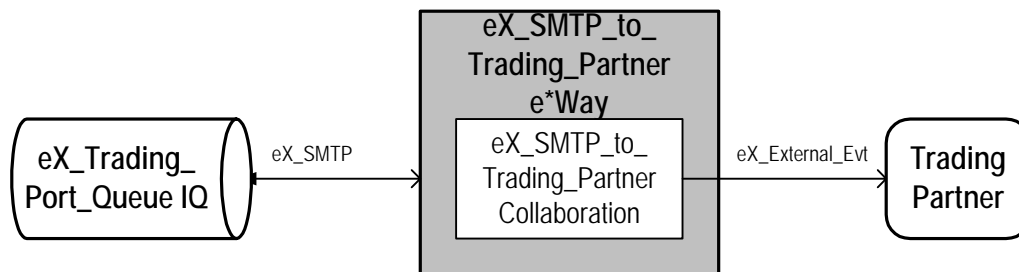 eX_SMTP_to_
Trading_Partner
e*Way
eX_Trading_
Port_Queue IQ
eX_SMTP
eX_SMTP_to_
Trading_Partner
Collaboration
eX_External_Evt
Trading
Partner